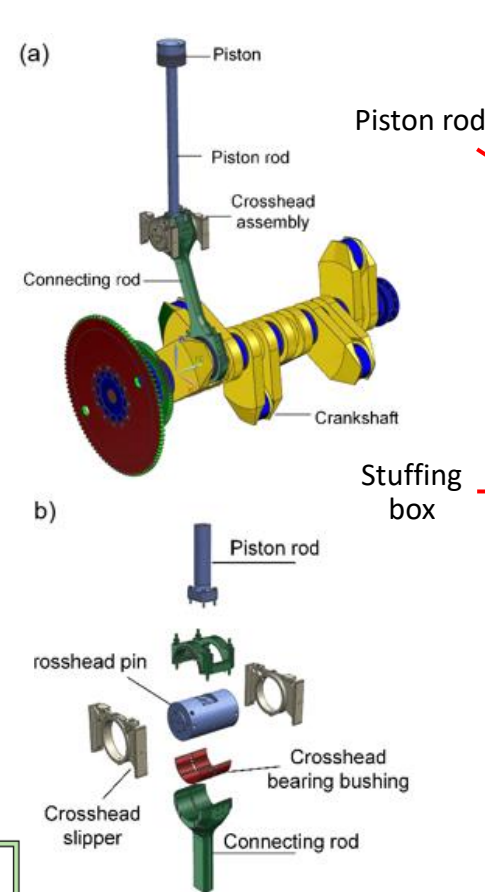 (a)
Piston
Piston rod
Piston rod
Crosshead
assembly
Connecting rod
Crankshaft
Stuffing
box
b)
Piston rod
rosshead pin
Crosshead
bearing bushing
Crosshead
slipper
Connecting rod